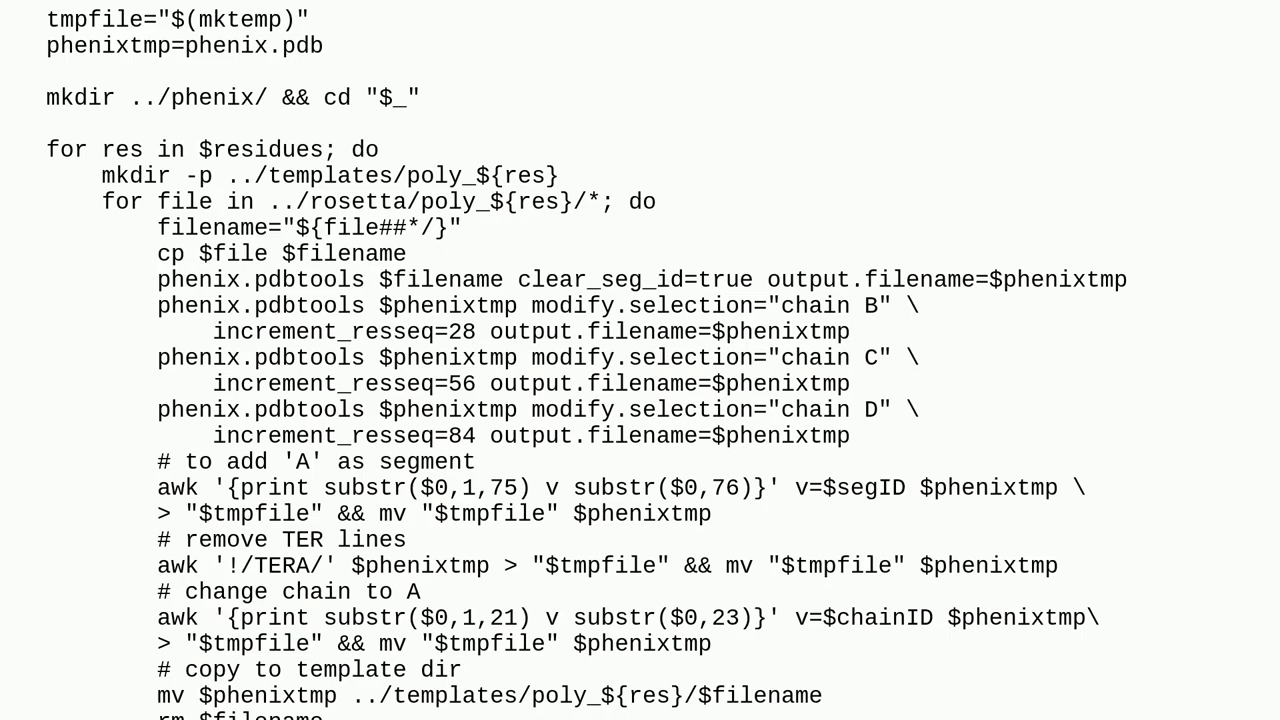 tmpfile="$(mktemp)"
phenixtmp=phenix.pdb
mkdir ../phenix/ && cd "$_"
for res in $residues; do
mkdir -p ../templates/poly_${res}
for file in ../rosetta/poly_${res}/*; do
filename="${file##*/}"
cp $file $filename
phenix.pdbtools $filename clear_seg_id=true output.filename=$phenixtmp
phenix.pdbtools $phenixtmp modify.selection="chain B" \
increment_resseq=28 output.filename=$phenixtmp
phenix.pdbtools $phenixtmp modify.selection="chain C" \
increment_resseq=56 output.filename=$phenixtmp
phenix.pdbtools $phenixtmp modify.selection="chain D" \
increment_resseq=84 output.filename=$phenixtmp
# to add 'A' as segment
awk '{print substr($0,1,75) v substr($0,76)}' v=$segID $phenixtmp \
> "$tmpfile" && mv "$tmpfile" $phenixtmp
# remove TER lines
awk '!/TERA/' $phenixtmp > "$tmpfile" && mv "$tmpfile" $phenixtmp
# change chain to A
awk '{print substr($0,1,21) v substr($0,23)}' v=$chainID $phenixtmp\
> "$tmpfile" && mv "$tmpfile" $phenixtmp
# copy to template dir
mv $phenixtmp ../templates/poly_${res}/$filename
rm $filename